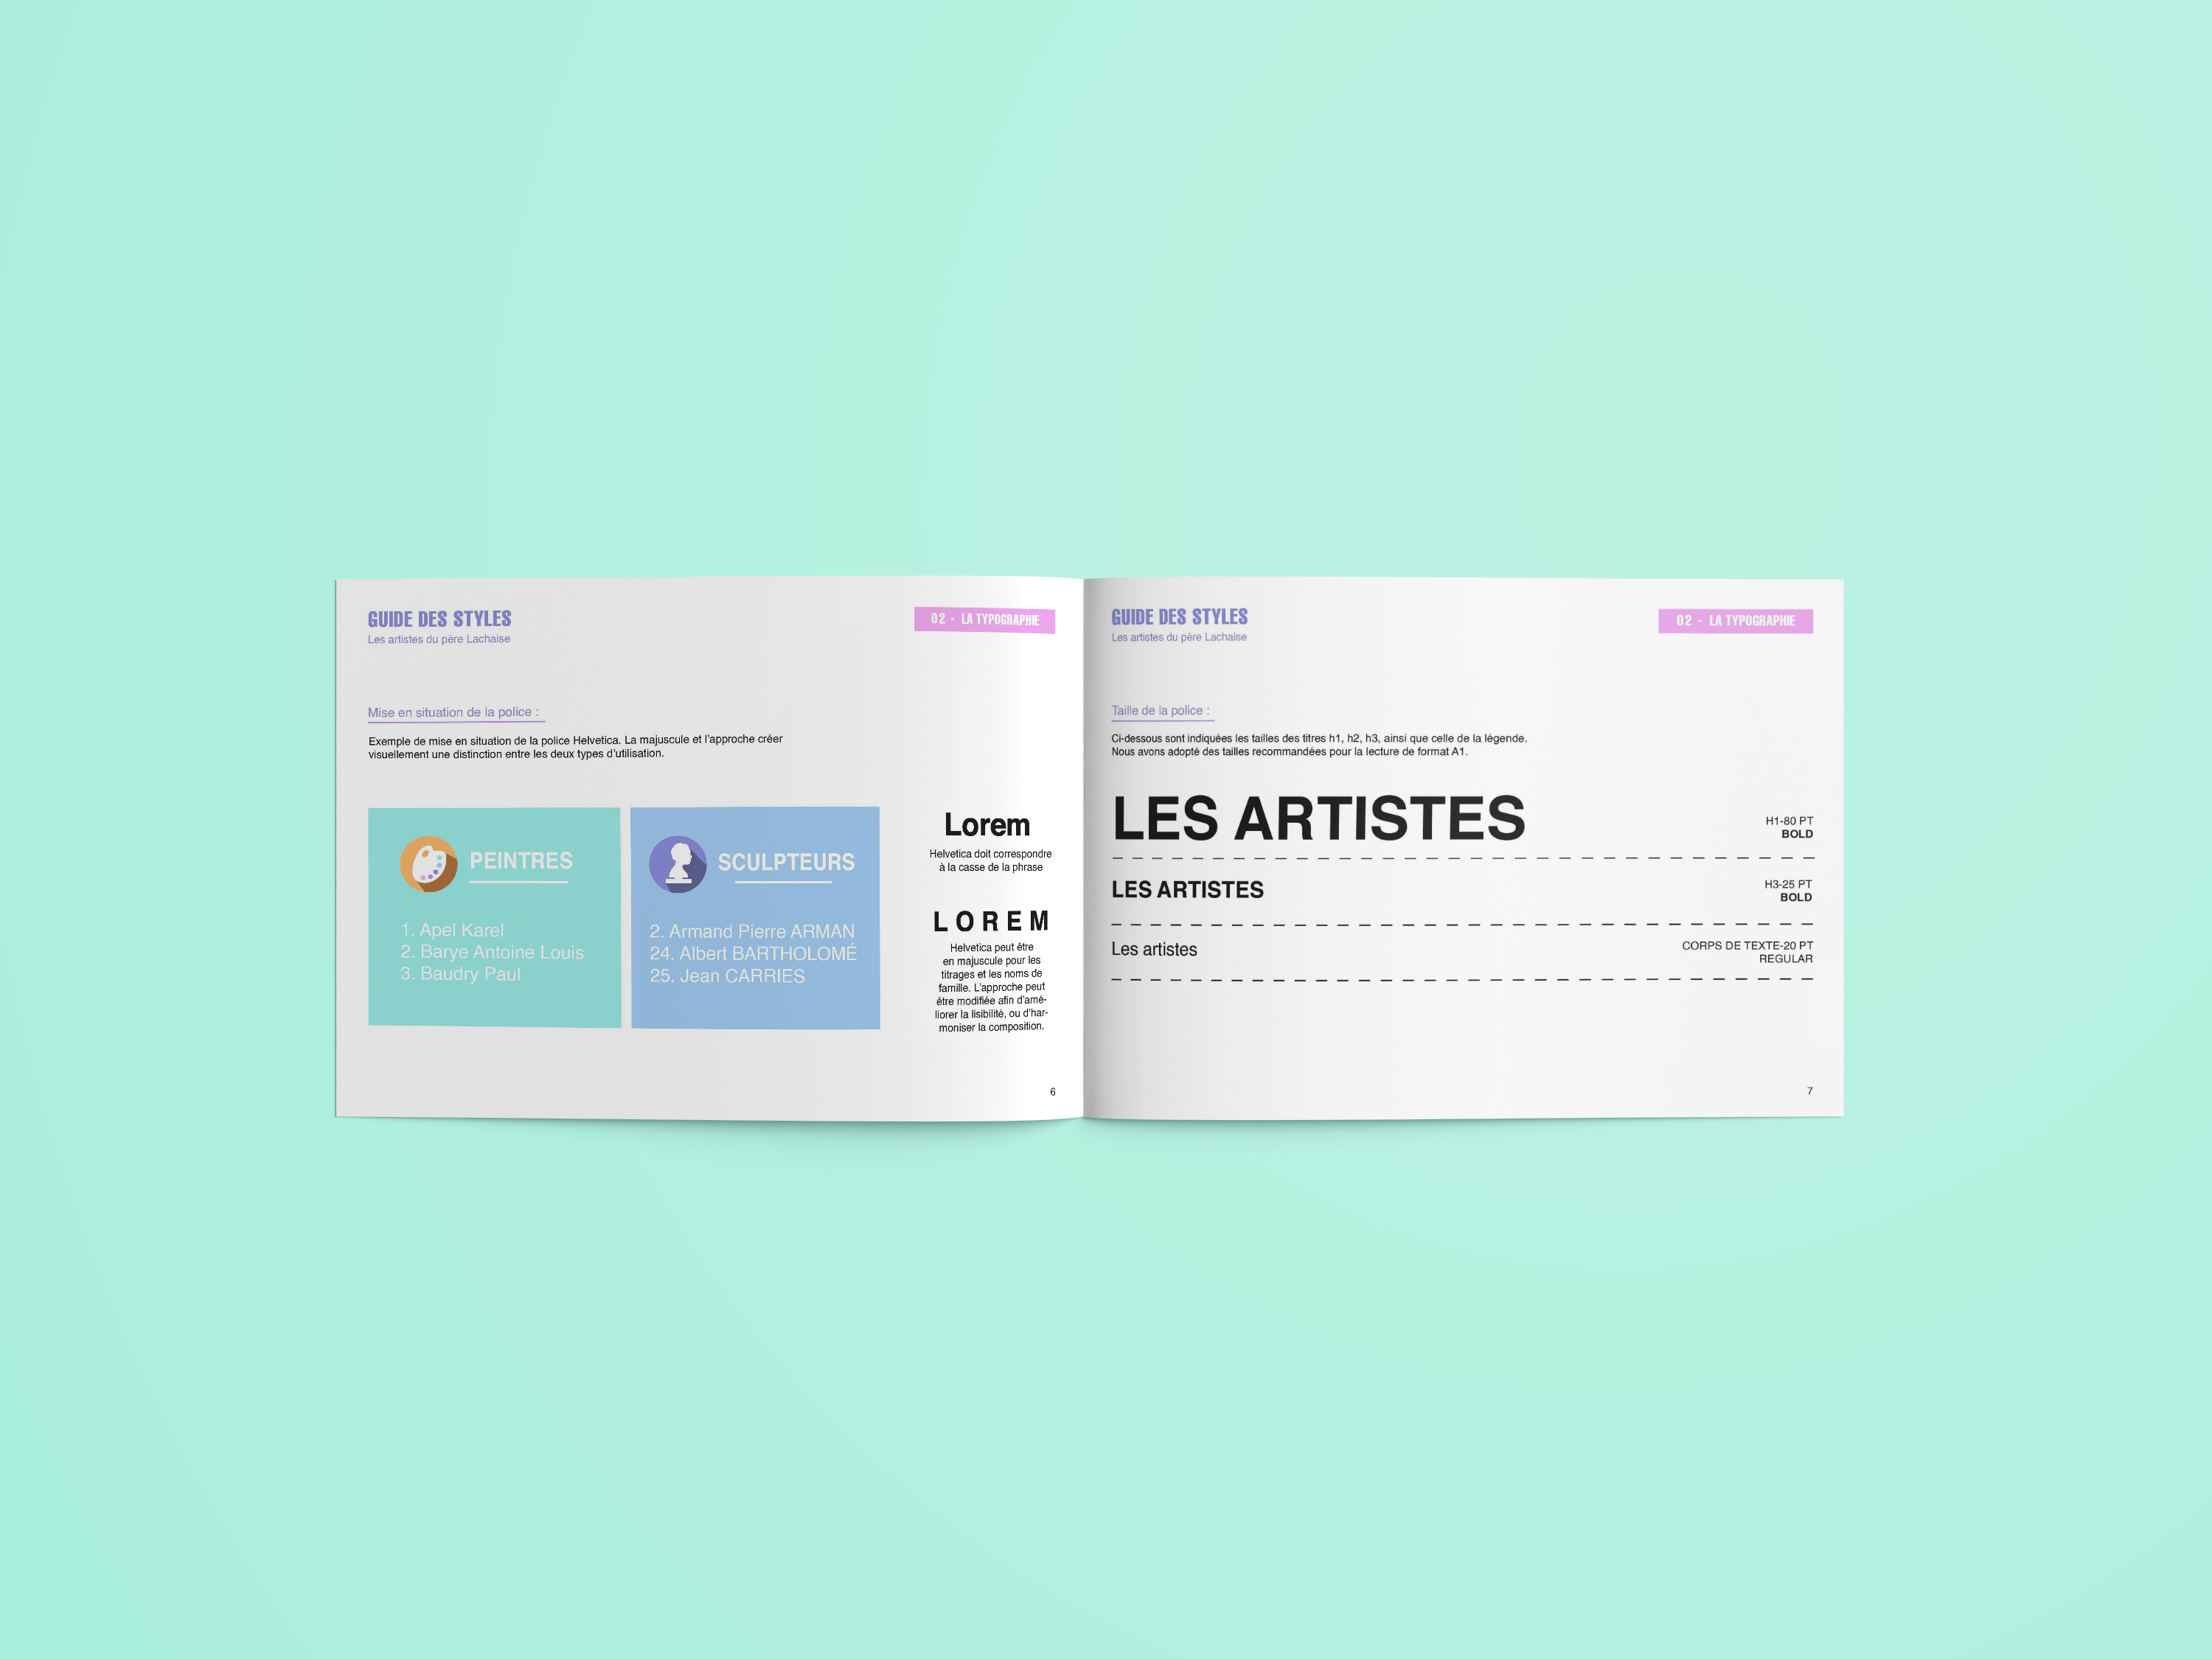 GUIDE DES STYLES
Les artistes du père Lachaise
02 - LA TYPOGRAPHIE
Mise en situation de la police :
Exemple de mise en situation de la police Helvetica. La majuscule et l'approche créer
visuellement une distinction entre les deux types d'utilisation.
PEINTRES
1. Apel Karel
2. Barye Antoine Louis
3. Baudry Paul
SCULPTEURS
2. Armand Pierre ARMAN
24. Albert BARTHOLOMÉ
25. Jean CARRIES
Lorem
Helvetica doit correspondre
à la casse de la phrase
LOREM
Helvetica peut être
en majuscule pour les
titrages et les noms de
famille. L'approche peut
être modifiée afin d'amé-
liorer la lisibilité, ou d'har-
moniser la composition.
6
GUIDE DES STYLES
Les artistes du père Lachaise
02 - LA TYPOGRAPHIE
Taille de la police :
Ci-dessous sont indiquées les tailles des titres h1, h2, h3, ainsi que celle de la légende.
Nous avons adopté des tailles recommandées pour la lecture de format A1.
LES ARTISTES
H1-80 PT
BOLD
LES ARTISTES
H3-25 PT
BOLD
Les artistes
CORPS DE TEXTE-20 PT
REGULAR
7